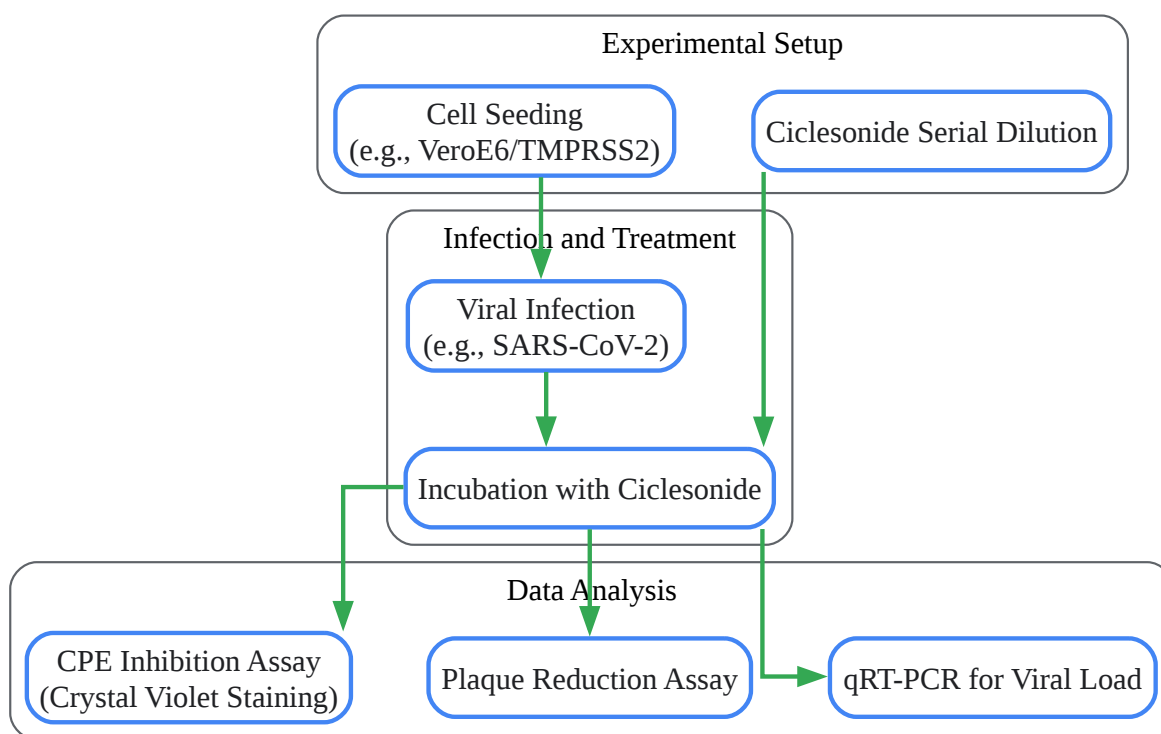 Experimental Setup
Cell Seeding
(e.g., VeroE6/TMPRSS2)
Ciclesonide Serial Dilution
Infection and Treatment
Viral Infection
(e.g., SARS-CoV-2)
Incubation with Ciclesonide
Data Analysis
CPE Inhibition Assay
(Crystal Violet Staining)
Plaque Reduction Assay
qRT-PCR for Viral Load